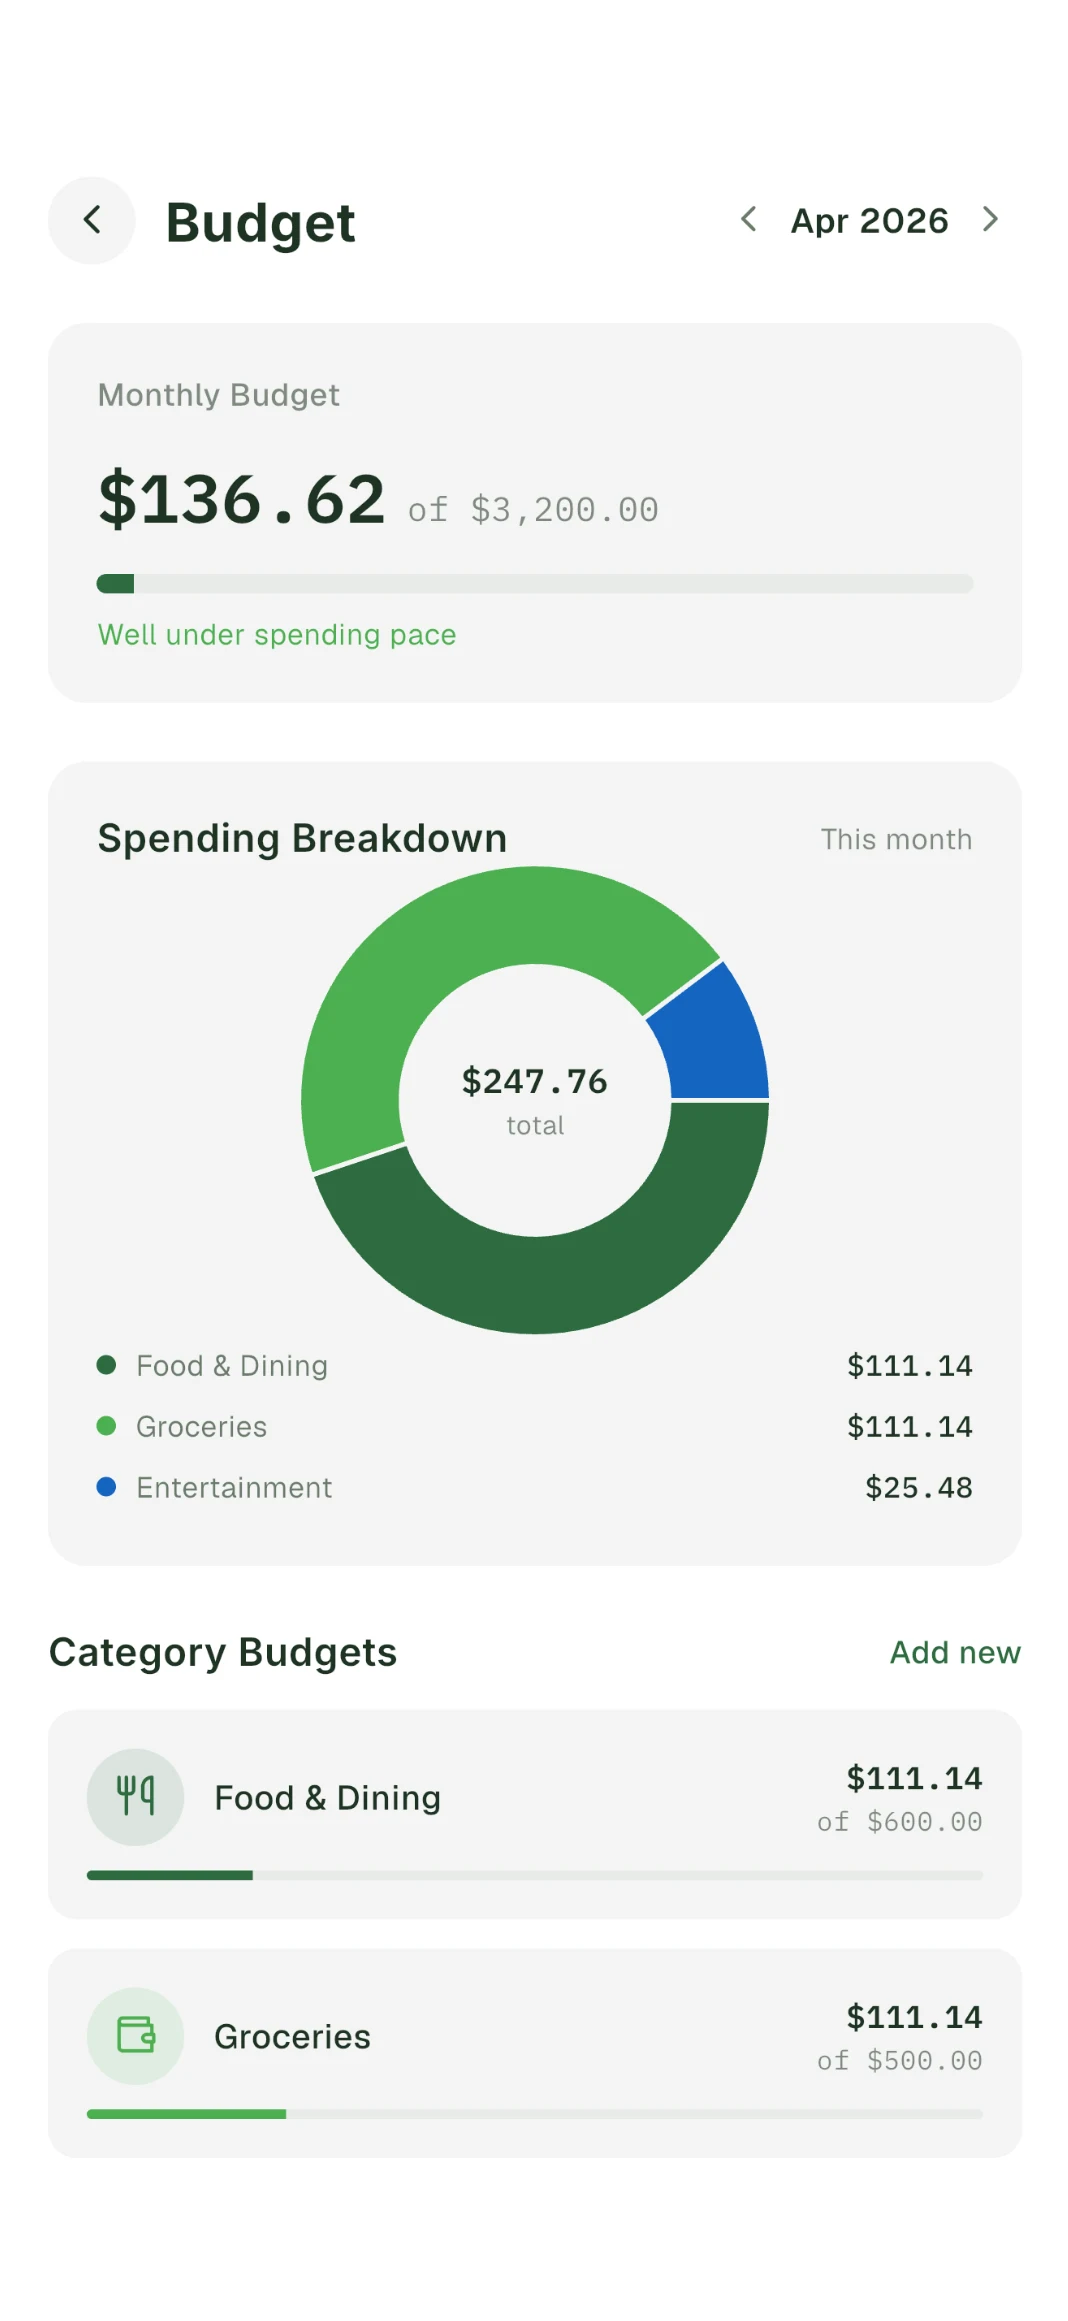 Budget
Apr 2026
Monthly Budget
$136.62 of $3,200.00
Well under spending pace
Spending Breakdown
This month
$247.76
total
Food & Dining $111.14
Groceries $111.14
Entertainment $25.48
Category Budgets
Add new
Food & Dining
$111.14
of $600.00
Groceries
$111.14
of $500.00